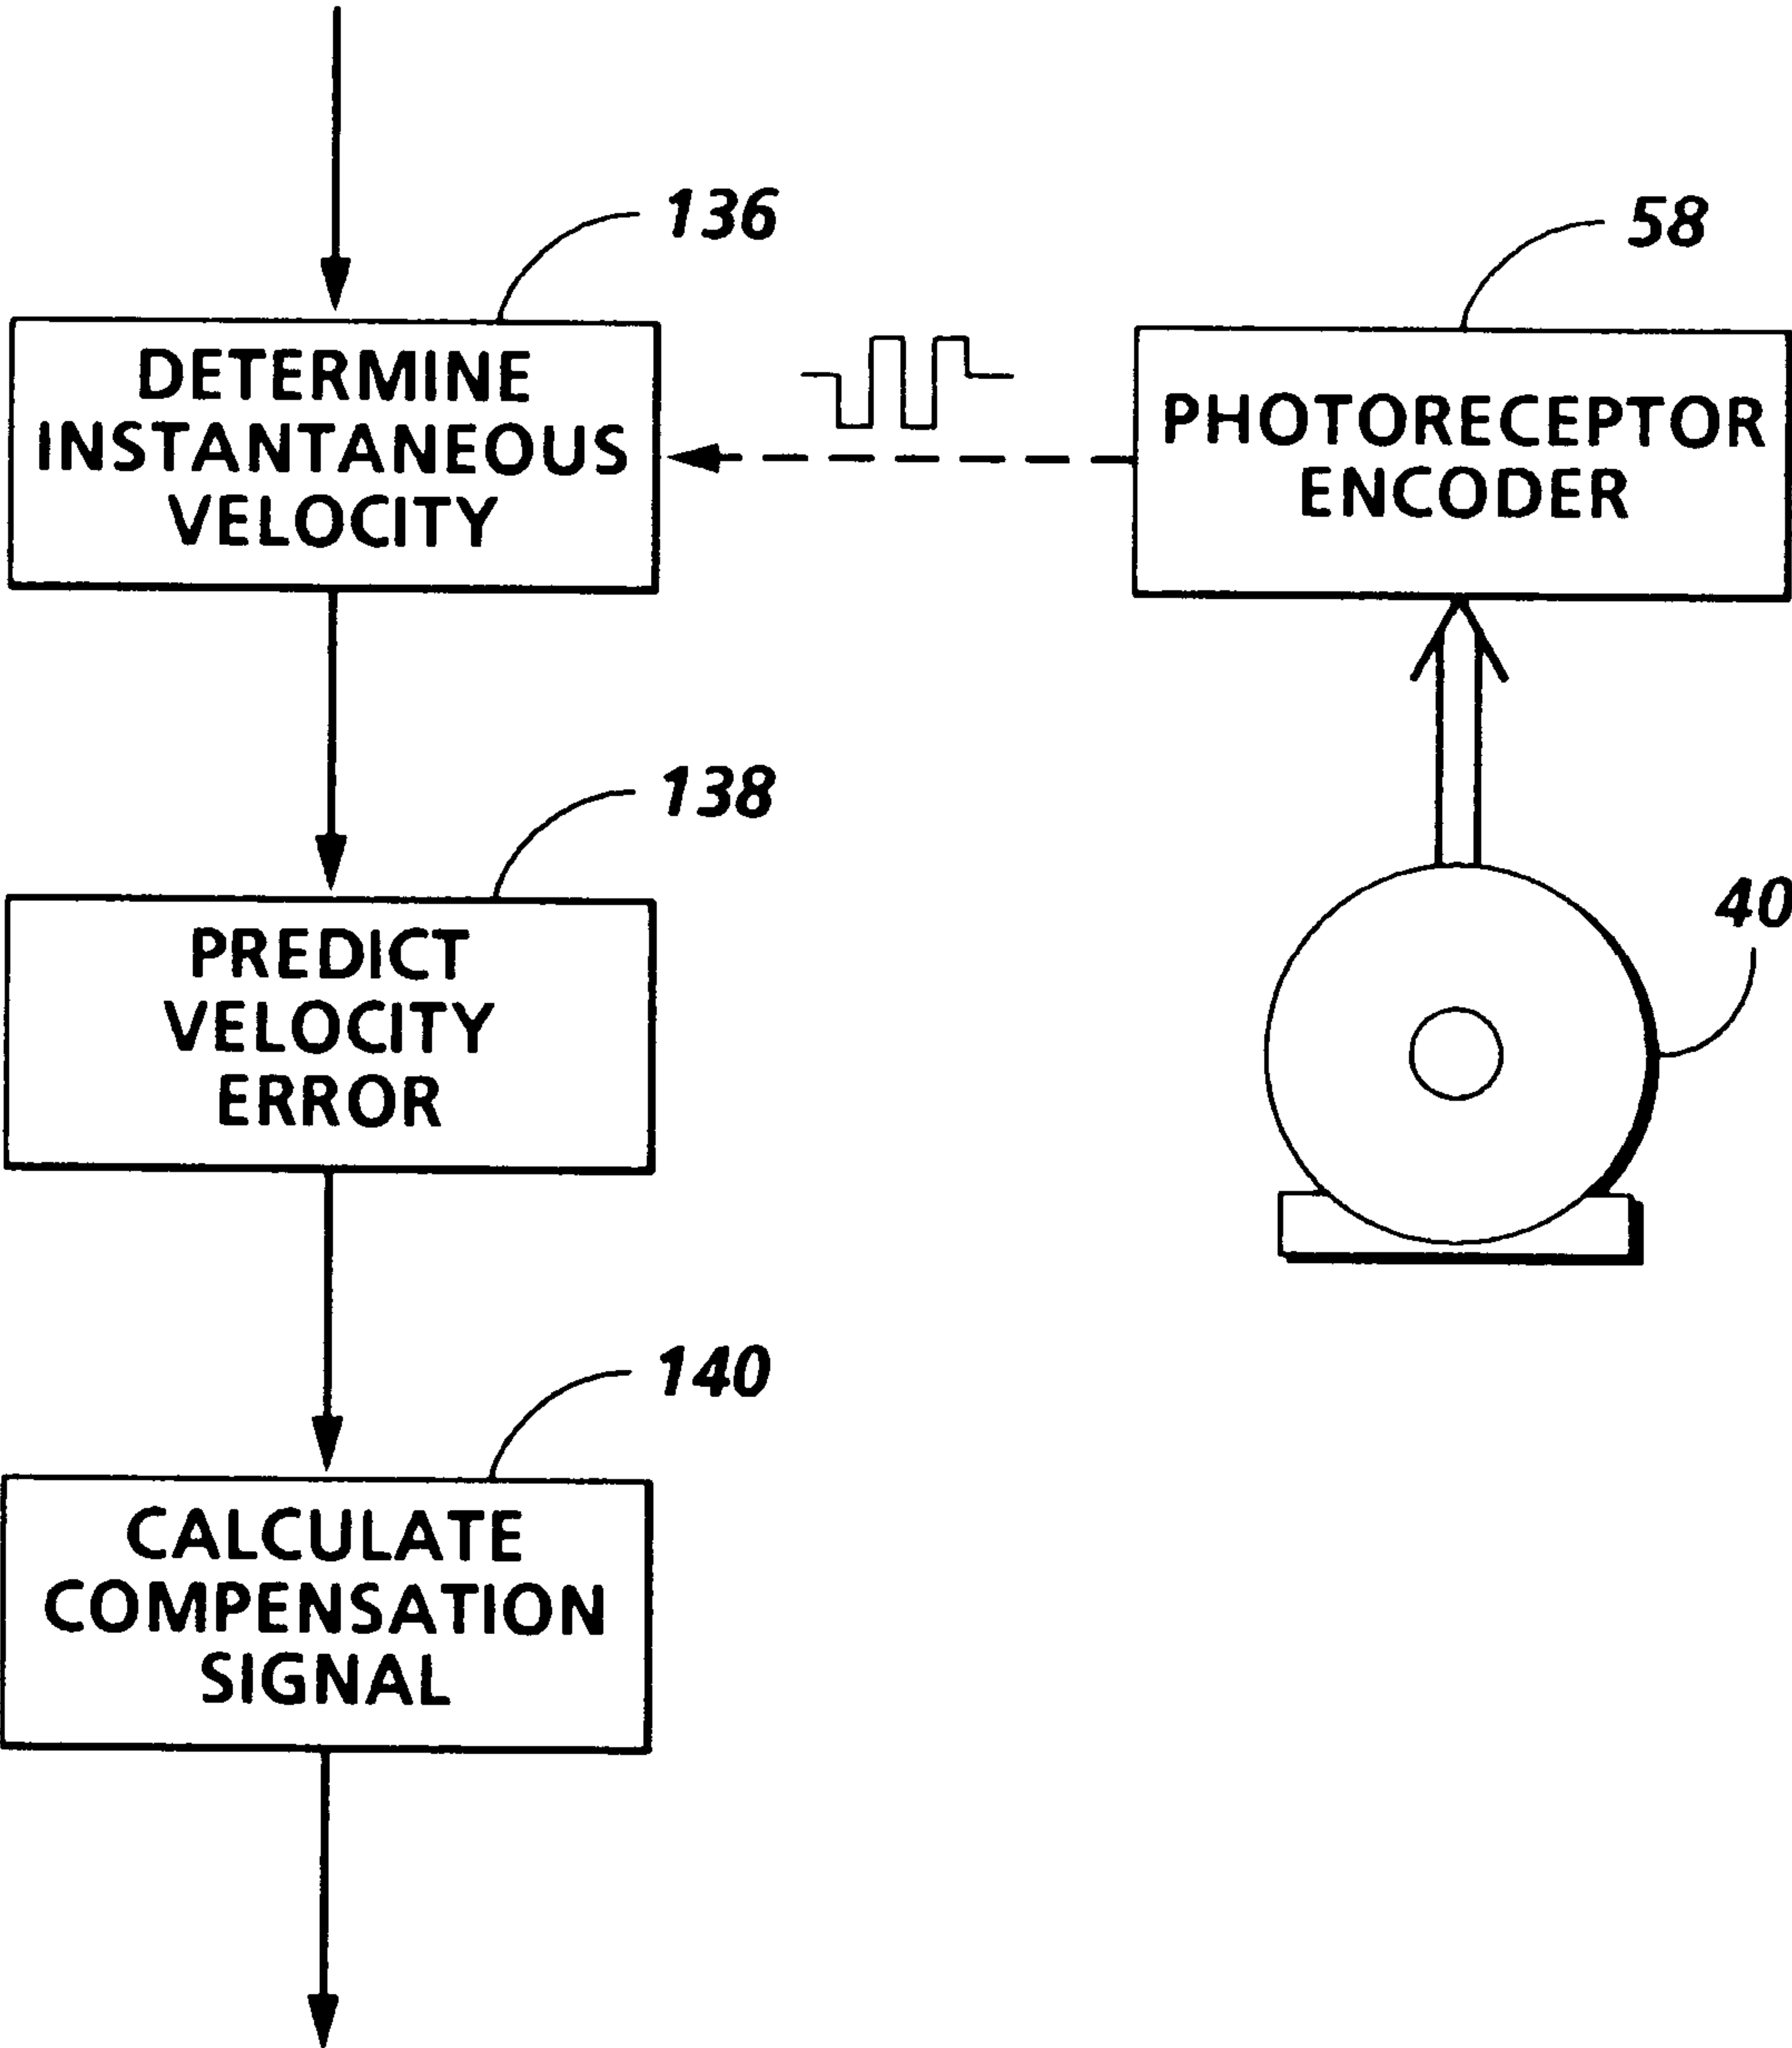 136
DETERMINE
INSTANTANEOUS
VELOCITY
58
PHOTORECEPTOR
ENCODER
138
PREDICT
VELOCITY
ERROR
40
140
CALCULATE
COMPENSATION
SIGNAL